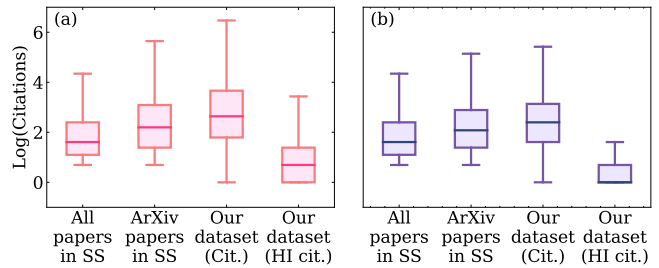 (a)
(b)
Log(Citations)
6
4
2
0
All
papers
in SS
ArXiv
papers
in SS
Our
dataset
(Cit.)
Our
dataset
(HI cit.)
All
papers
in SS
ArXiv
papers
in SS
Our
dataset
(Cit.)
Our
dataset
(HI cit.)